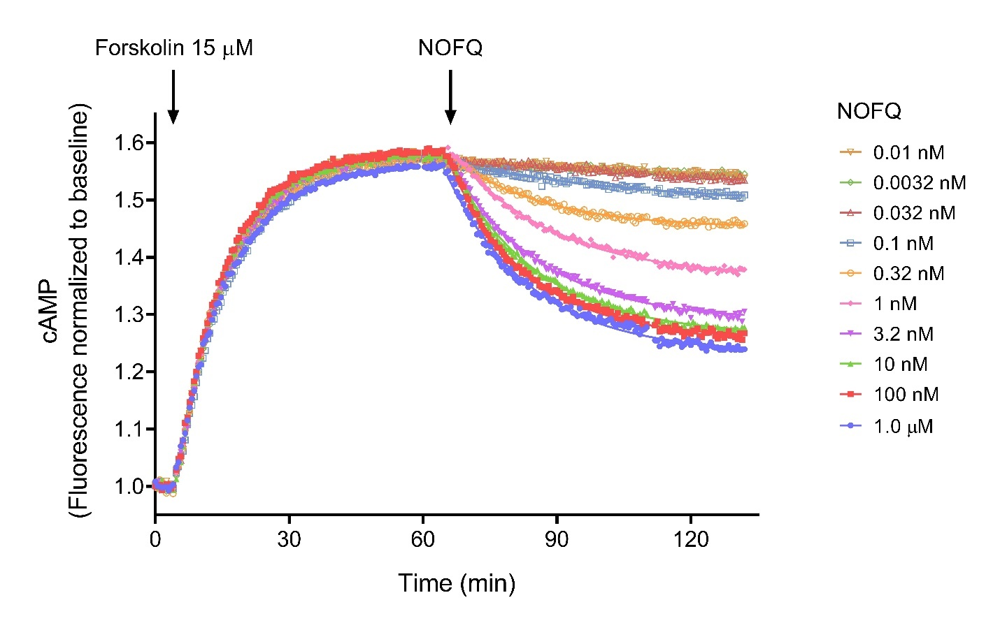 Forskolin 15 μM
NOFQ
cAMP
(Fluorescence normalized to baseline)
1.6
1.5
1.4
1.3
1.2
1.1
1.0
0
30
60
90
120
Time (min)
NOFQ
0.01 nM
0.0032 nM
0.032 nM
0.1 nM
0.32 nM
1 nM
3.2 nM
10 nM
100 nM
1.0 μM